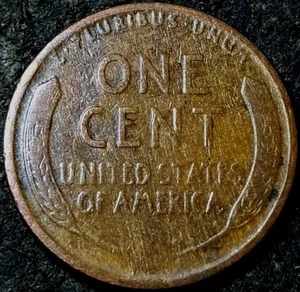 E·PLURIBUS·UNUM
ONE
CENT
UNITED STATES
OF AMERICA